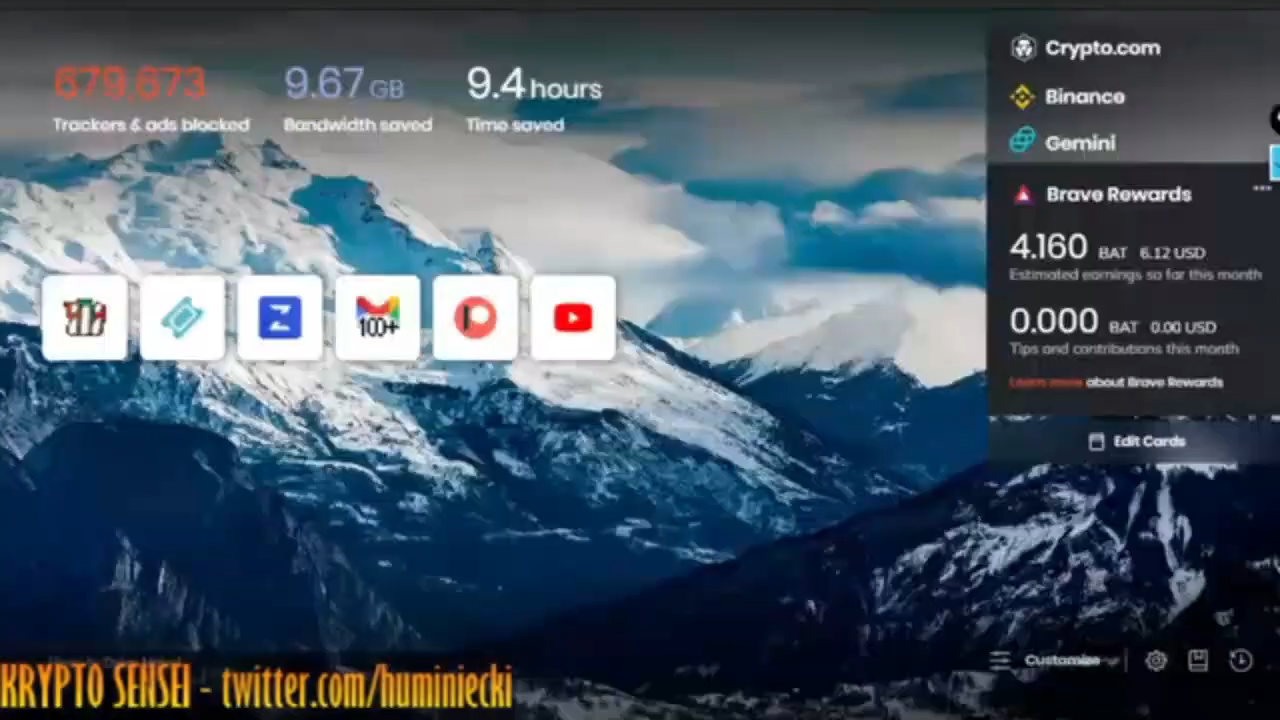 679,673
Trackers & ads blocked
9.67 GB
Bandwidth saved
9.4 hours
Time saved
100+
Crypto.com
Binance
Gemini
Brave Rewards
4.160 BAT 6.12 USD
Estimated earnings so far this month
0.000 BAT 0.00 USD
Tips and contributions this month
Learn more about Brave Rewards
Edit Cards
Customize
KRYPTO SENSEI - twitter.com/huminiecki